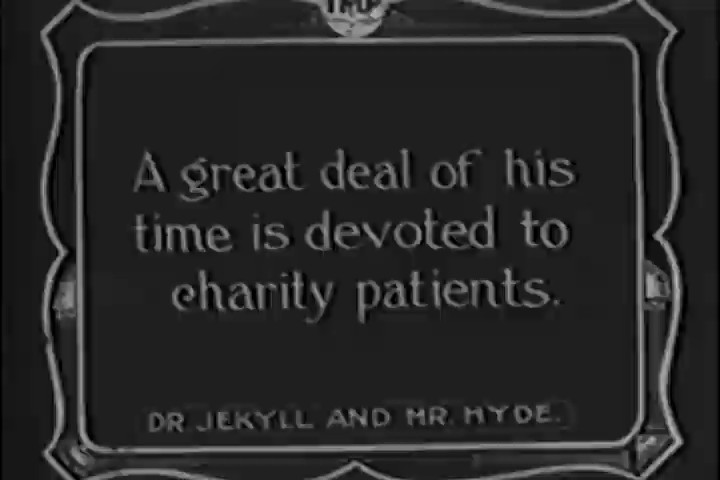 A great deal of his
time is devoted to
charity patients.
DR. JEKYLL AND MR. HYDE.